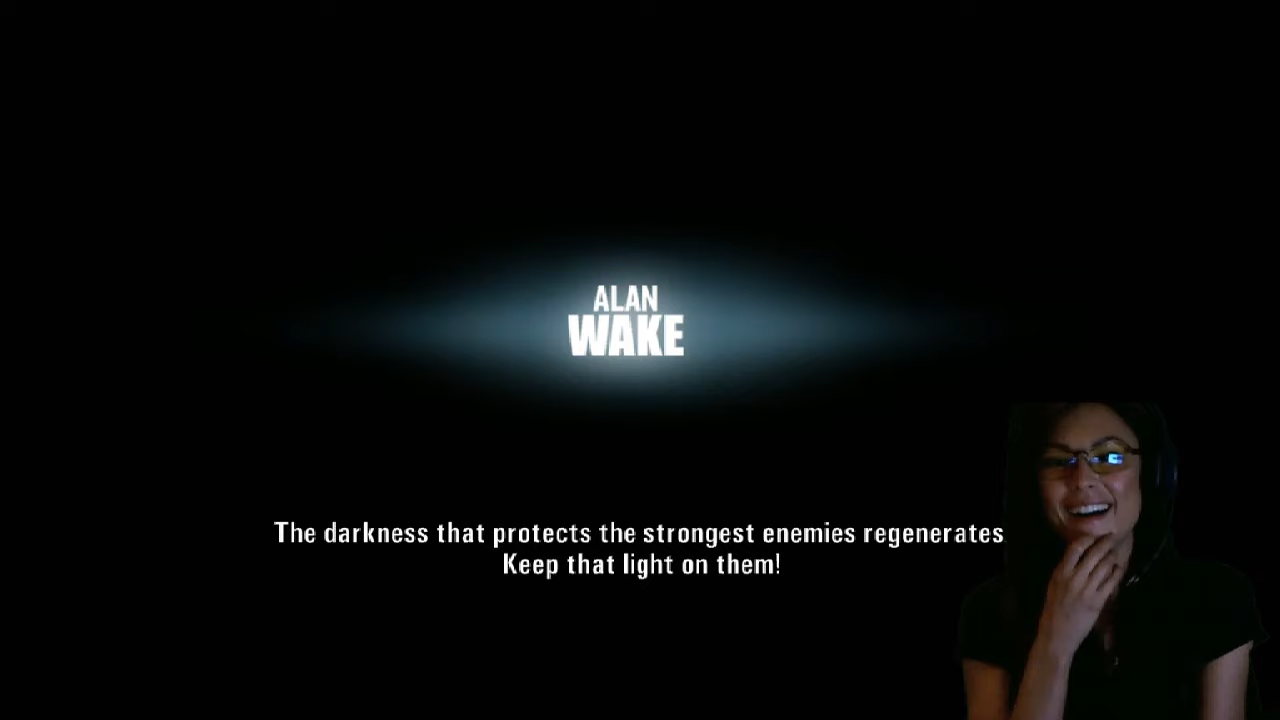 ALAN
WAKE
The darkness that protects the strongest enemies regenerates
Keep that light on them!